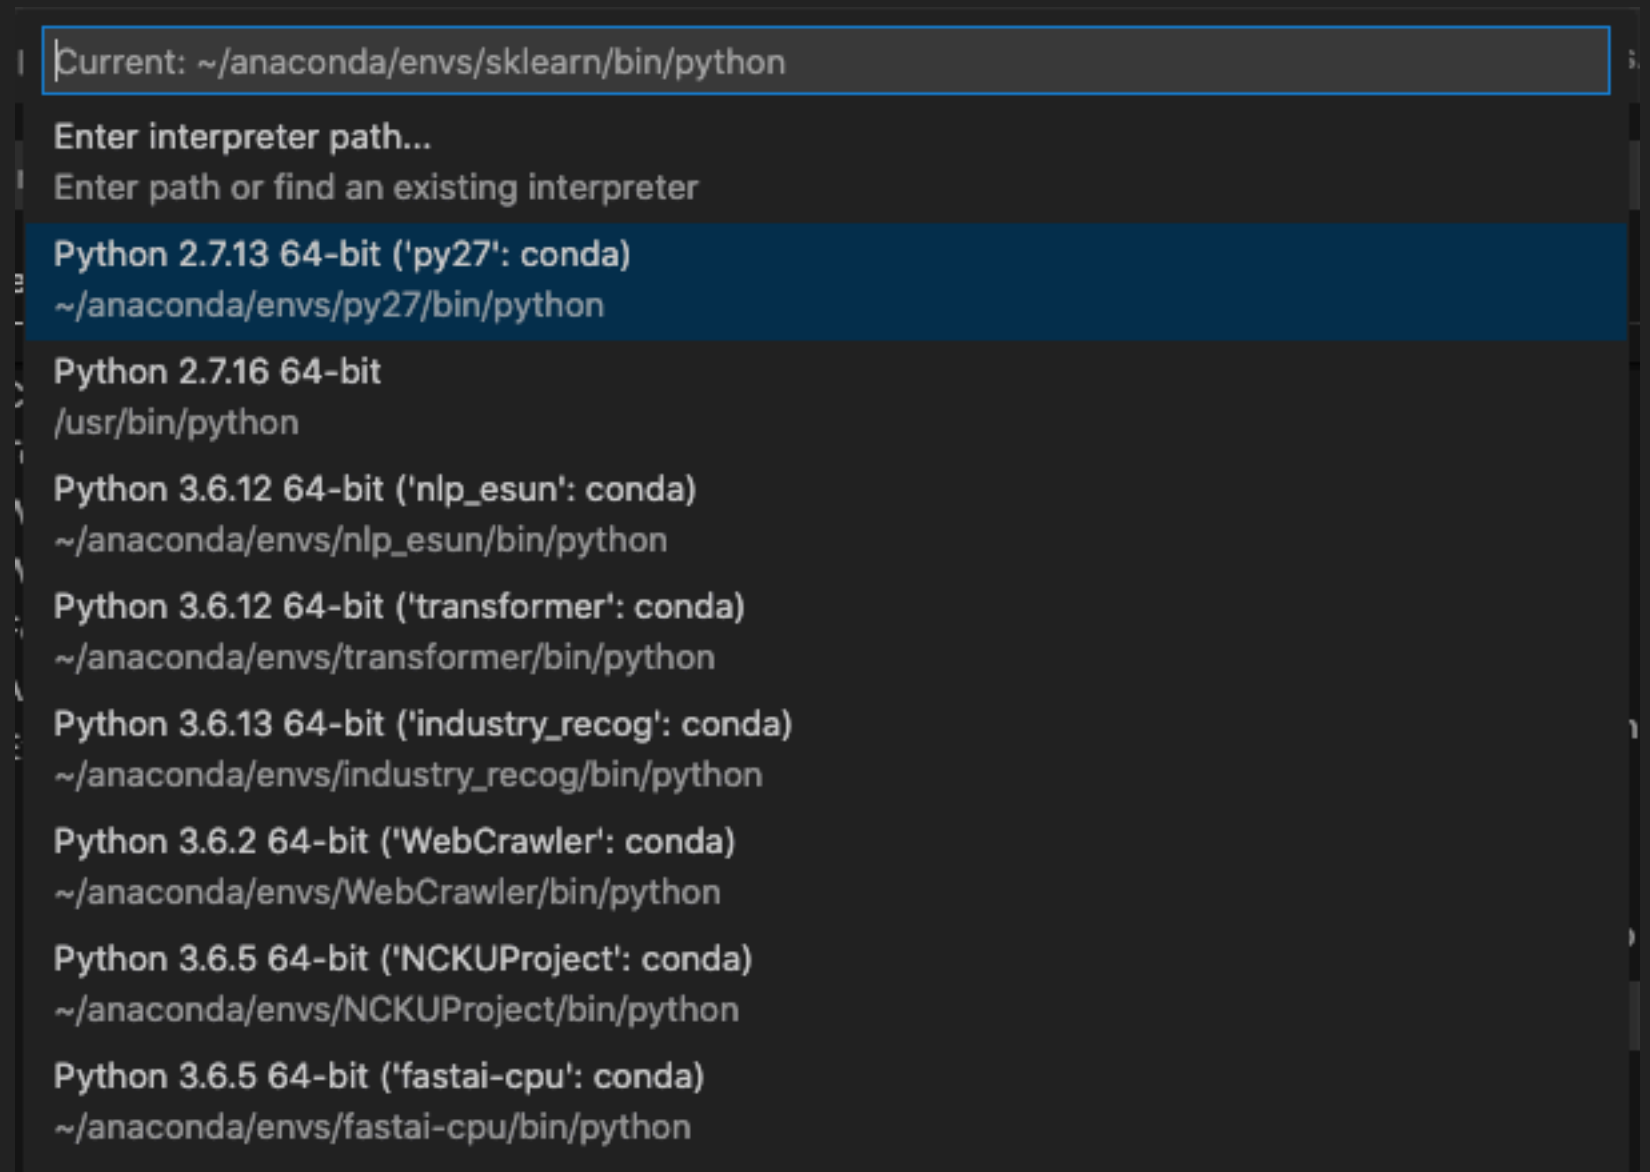 Current: ~/anaconda/envs/sklearn/bin/python
Enter interpreter path...
Enter path or find an existing interpreter
Python 2.7.13 64-bit ('py27': conda)
~/anaconda/envs/py27/bin/python
Python 2.7.16 64-bit
/usr/bin/python
Python 3.6.12 64-bit ('nlp_esun': conda)
~/anaconda/envs/nlp_esun/bin/python
Python 3.6.12 64-bit ('transformer': conda)
~/anaconda/envs/transformer/bin/python
Python 3.6.13 64-bit ('industry_recog': conda)
~/anaconda/envs/industry_recog/bin/python
Python 3.6.2 64-bit ('WebCrawler': conda)
~/anaconda/envs/WebCrawler/bin/python
Python 3.6.5 64-bit ('NCKUProject': conda)
~/anaconda/envs/NCKUProject/bin/python
Python 3.6.5 64-bit ('fastai-cpu': conda)
~/anaconda/envs/fastai-cpu/bin/python